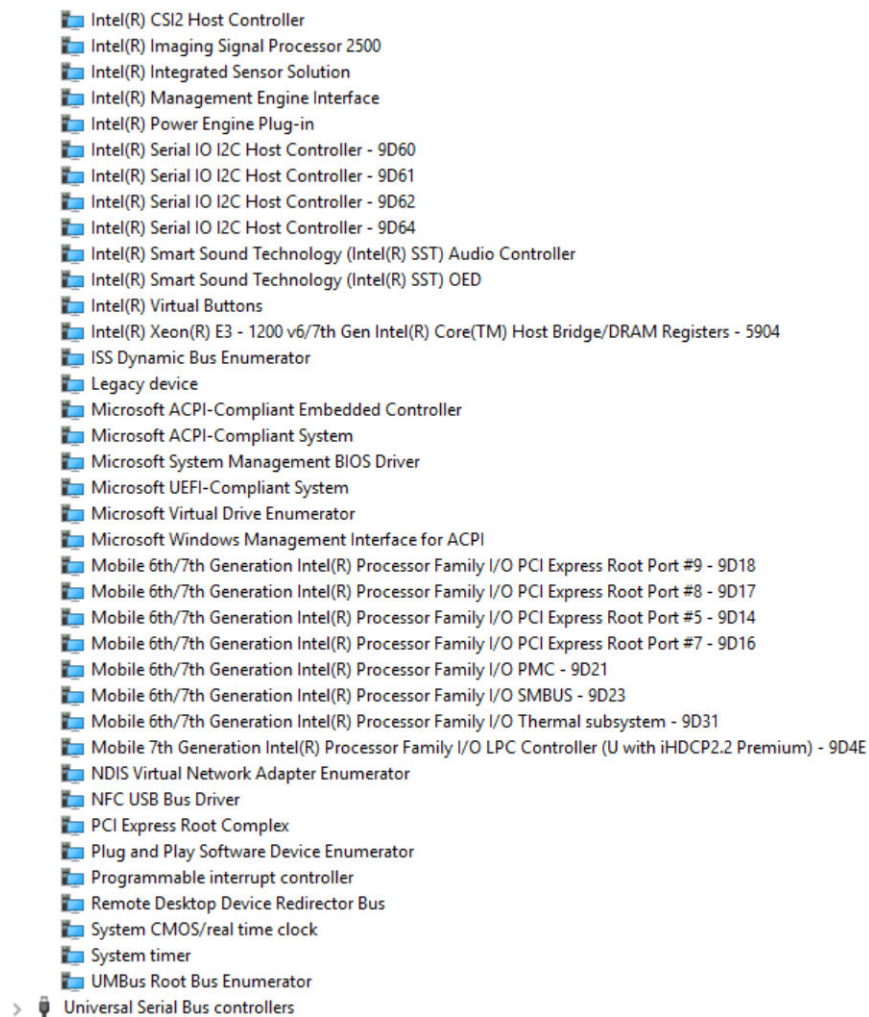 Intel(R) CSI2 Host Controller
Intel(R) Imaging Signal Processor 2500
Intel(R) Integrated Sensor Solution
Intel(R) Management Engine Interface
Intel(R) Power Engine Plug-in
Intel(R) Serial IO I2C Host Controller - 9D60
Intel(R) Serial IO I2C Host Controller - 9D61
Intel(R) Serial IO I2C Host Controller - 9D62
Intel(R) Serial IO I2C Host Controller - 9D64
Intel(R) Smart Sound Technology (Intel(R) SST) Audio Controller
Intel(R) Smart Sound Technology (Intel(R) SST) OED
Intel(R) Virtual Buttons
Intel(R) Xeon(R) E3 - 1200 v6/7th Gen Intel(R) Core(TM) Host Bridge/DRAM Registers - 5904
ISS Dynamic Bus Enumerator
Legacy device
Microsoft ACPI-Compliant Embedded Controller
Microsoft ACPI-Compliant System
Microsoft System Management BIOS Driver
Microsoft UEFI-Compliant System
Microsoft Virtual Drive Enumerator
Microsoft Windows Management Interface for ACPI
Mobile 6th/7th Generation Intel(R) Processor Family I/O PCI Express Root Port #9 - 9D18
Mobile 6th/7th Generation Intel(R) Processor Family I/O PCI Express Root Port #8 - 9D17
Mobile 6th/7th Generation Intel(R) Processor Family I/O PCI Express Root Port #5 - 9D14
Mobile 6th/7th Generation Intel(R) Processor Family I/O PCI Express Root Port #7 - 9D16
Mobile 6th/7th Generation Intel(R) Processor Family I/O PMC - 9D21
Mobile 6th/7th Generation Intel(R) Processor Family I/O SMBUS - 9D23
Mobile 6th/7th Generation Intel(R) Processor Family I/O Thermal subsystem - 9D31
Mobile 7th Generation Intel(R) Processor Family I/O LPC Controller (U with iHDCP2.2 Premium) - 9D4E
NDIS Virtual Network Adapter Enumerator
NFC USB Bus Driver
PCI Express Root Complex
Plug and Play Software Device Enumerator
Programmable interrupt controller
Remote Desktop Device Redirector Bus
System CMOS/real time clock
System timer
UMBus Root Bus Enumerator
Universal Serial Bus controllers